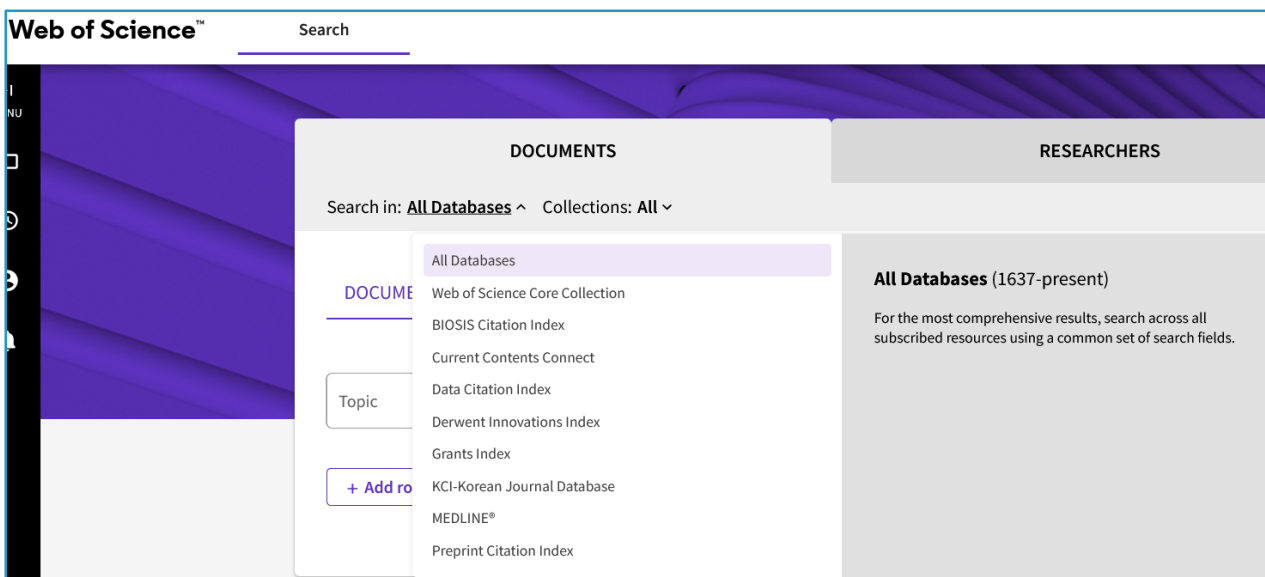 Web of Science™
Search
NU
DOCUMENTS
RESEARCHERS
Search in: All Databases Collections: All
All Databases
Web of Science Core Collection
BIOSIS Citation Index
Current Contents Connect
Data Citation Index
Derwent Innovations Index
Grants Index
KCI-Korean Journal Database
MEDLINE®
Preprint Citation Index
DOCUME
Topic
+ Add ro
All Databases (1637-present)
For the most comprehensive results, search across all
subscribed resources using a common set of search fields.